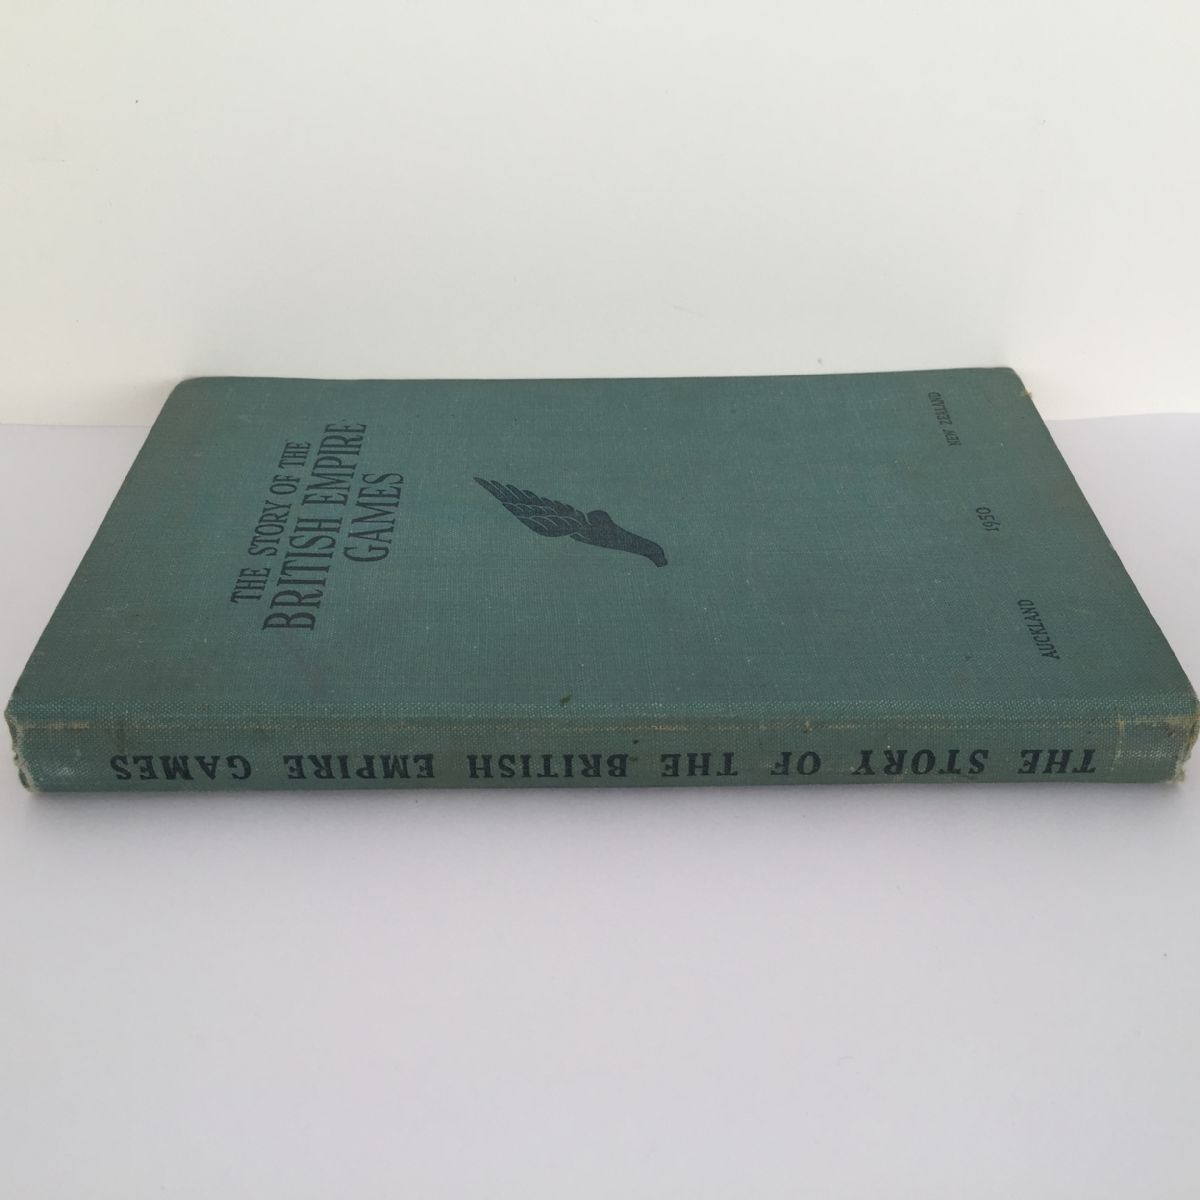 THE STORY OF THE
BRITISH EMPIRE
GAMES
AUCKLAND 1950 NEW ZEALAND
THE STORY OF THE BRITISH EMPIRE GAMES